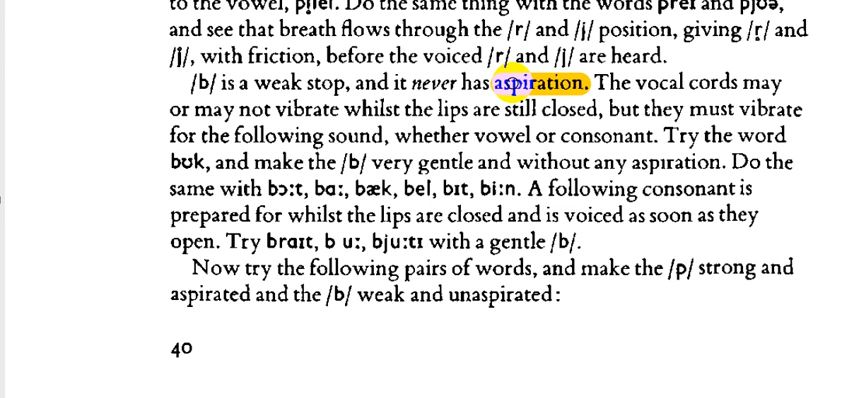 to the vowel, pl̥ɪeɪ. Do the same thing with the words preɪ and pjʊə,
and see that breath flows through the /r/ and /j/ position, giving /r̥/ and
/j̊/, with friction, before the voiced /r/ and /j/ are heard.
/b/ is a weak stop, and it never has aspiration. The vocal cords may
or may not vibrate whilst the lips are still closed, but they must vibrate
for the following sound, whether vowel or consonant. Try the word
bʊk, and make the /b/ very gentle and without any aspıration. Do the
same with bɔːt, bɑː, bæk, bel, bɪt, biːn. A following consonant is
prepared for whilst the lips are closed and is voiced as soon as they
open. Try braɪt, b uː, bjuːtɪ with a gentle /b/.
Now try the following pairs of words, and make the /p/ strong and
aspirated and the /b/ weak and unaspirated:
40